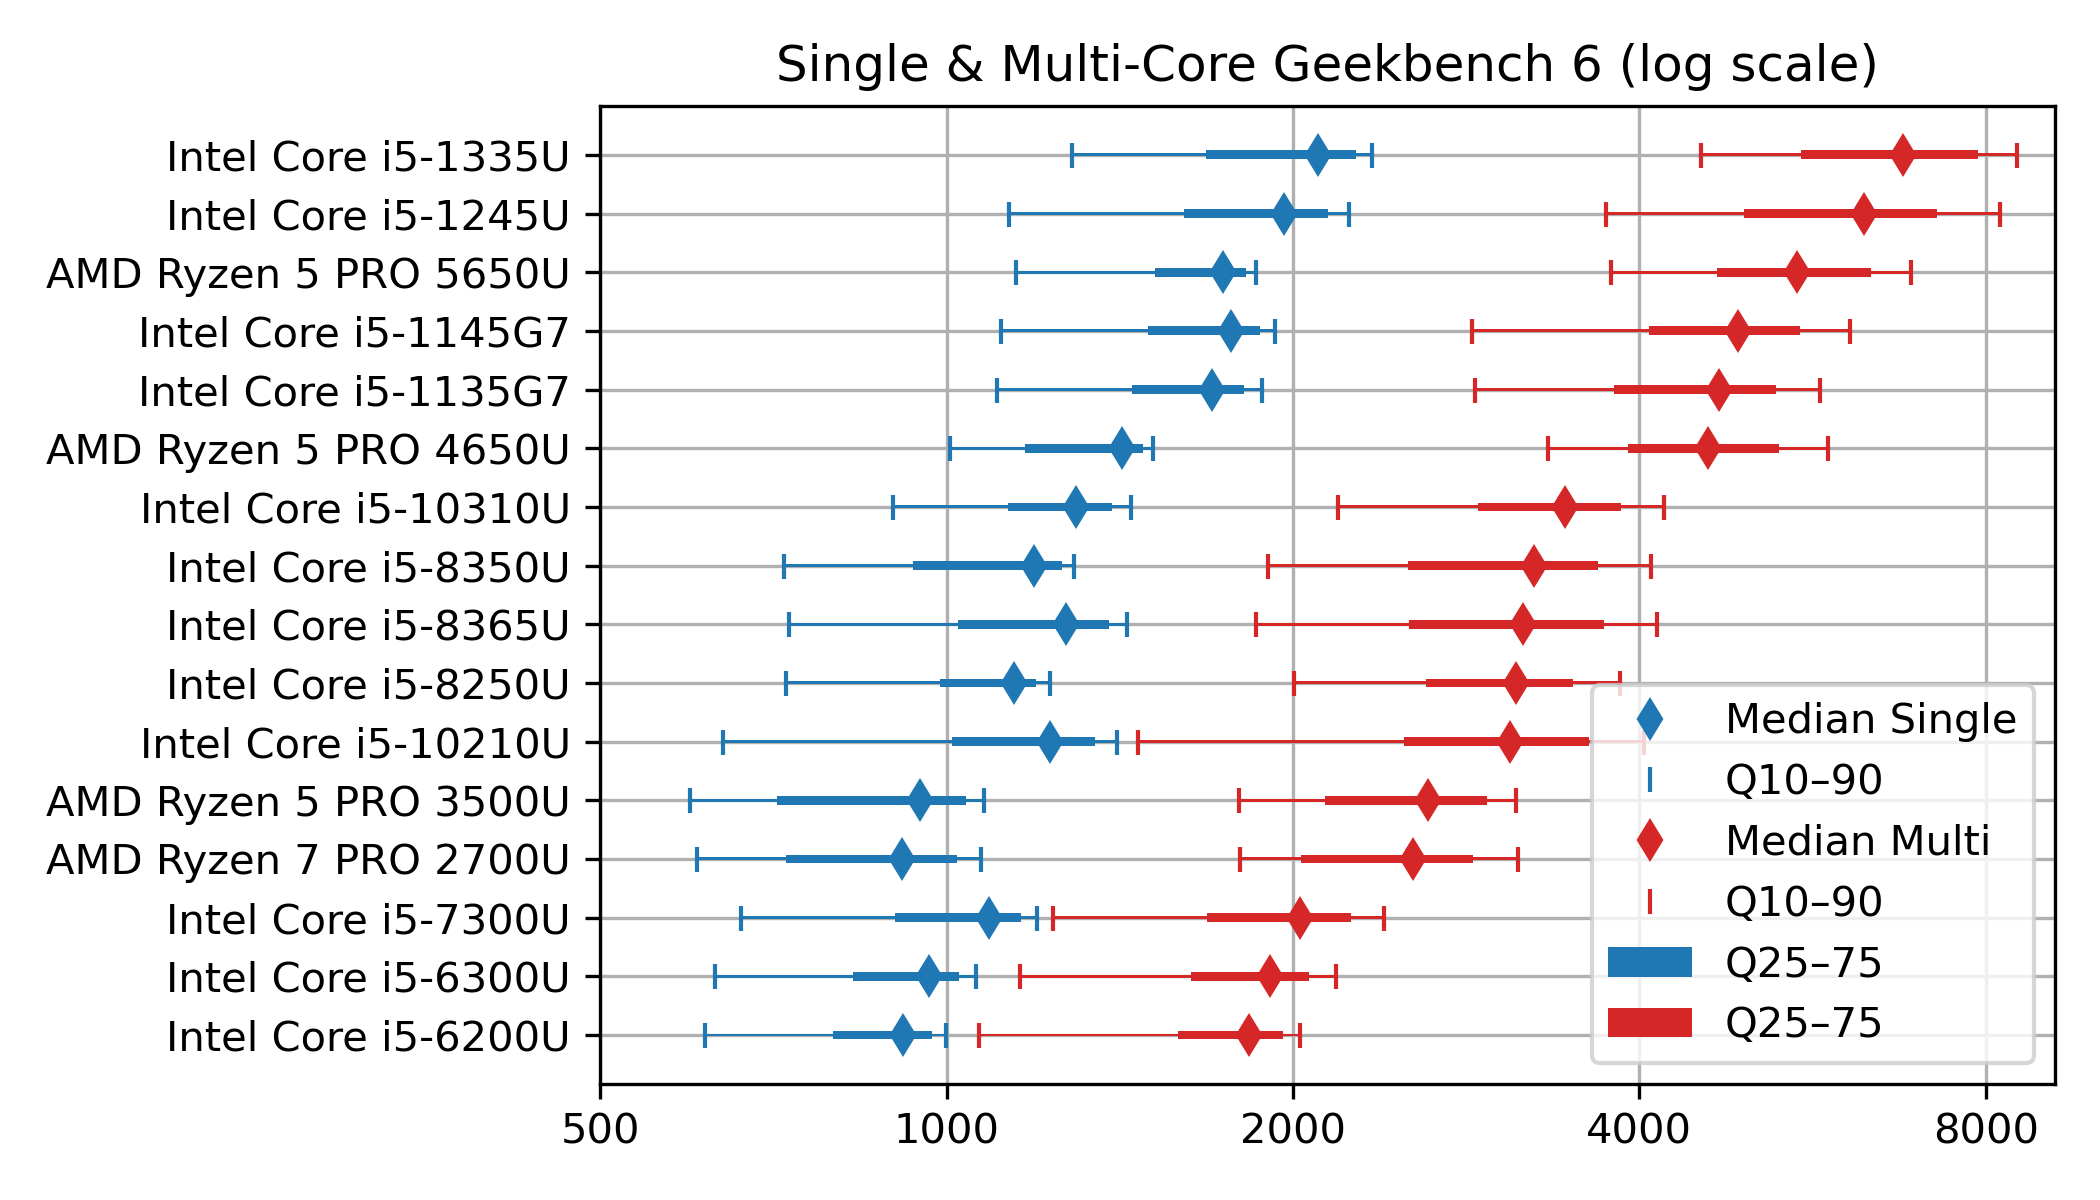 Single & Multi-Core Geekbench 6 (log scale)
Intel Core i5-1335U
Intel Core i5-1245U
AMD Ryzen 5 PRO 5650U
Intel Core i5-1145G7
Intel Core i5-1135G7
AMD Ryzen 5 PRO 4650U
Intel Core i5-10310U
Intel Core i5-8350U
Intel Core i5-8365U
Intel Core i5-8250U
Intel Core i5-10210U
AMD Ryzen 5 PRO 3500U
AMD Ryzen 7 PRO 2700U
Intel Core i5-7300U
Intel Core i5-6300U
Intel Core i5-6200U
Median Single
Q10–90
Median Multi
Q10–90
Q25–75
Q25–75
500 1000 2000 4000 8000